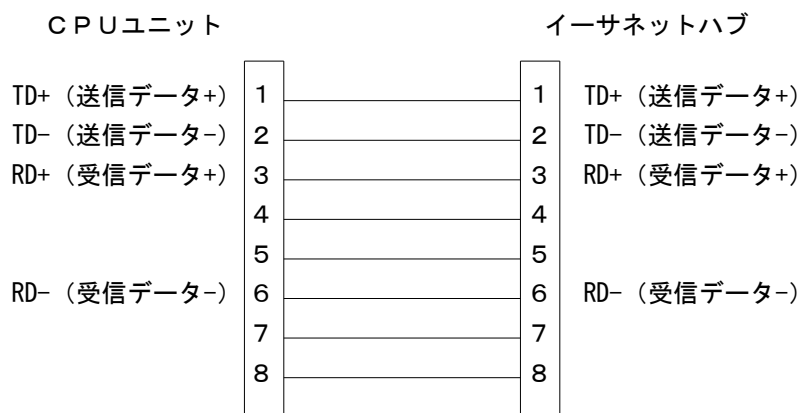 ＣＰＵユニット イーサネットハブ
TD+（送信データ+） 1 1 TD+（送信データ+）
TD-（送信データ-） 2 2 TD-（送信データ-）
RD+（受信データ+） 3 3 RD+（受信データ+）
4 4
5 5
RD-（受信データ-） 6 6 RD-（受信データ-）
7 7
8 8